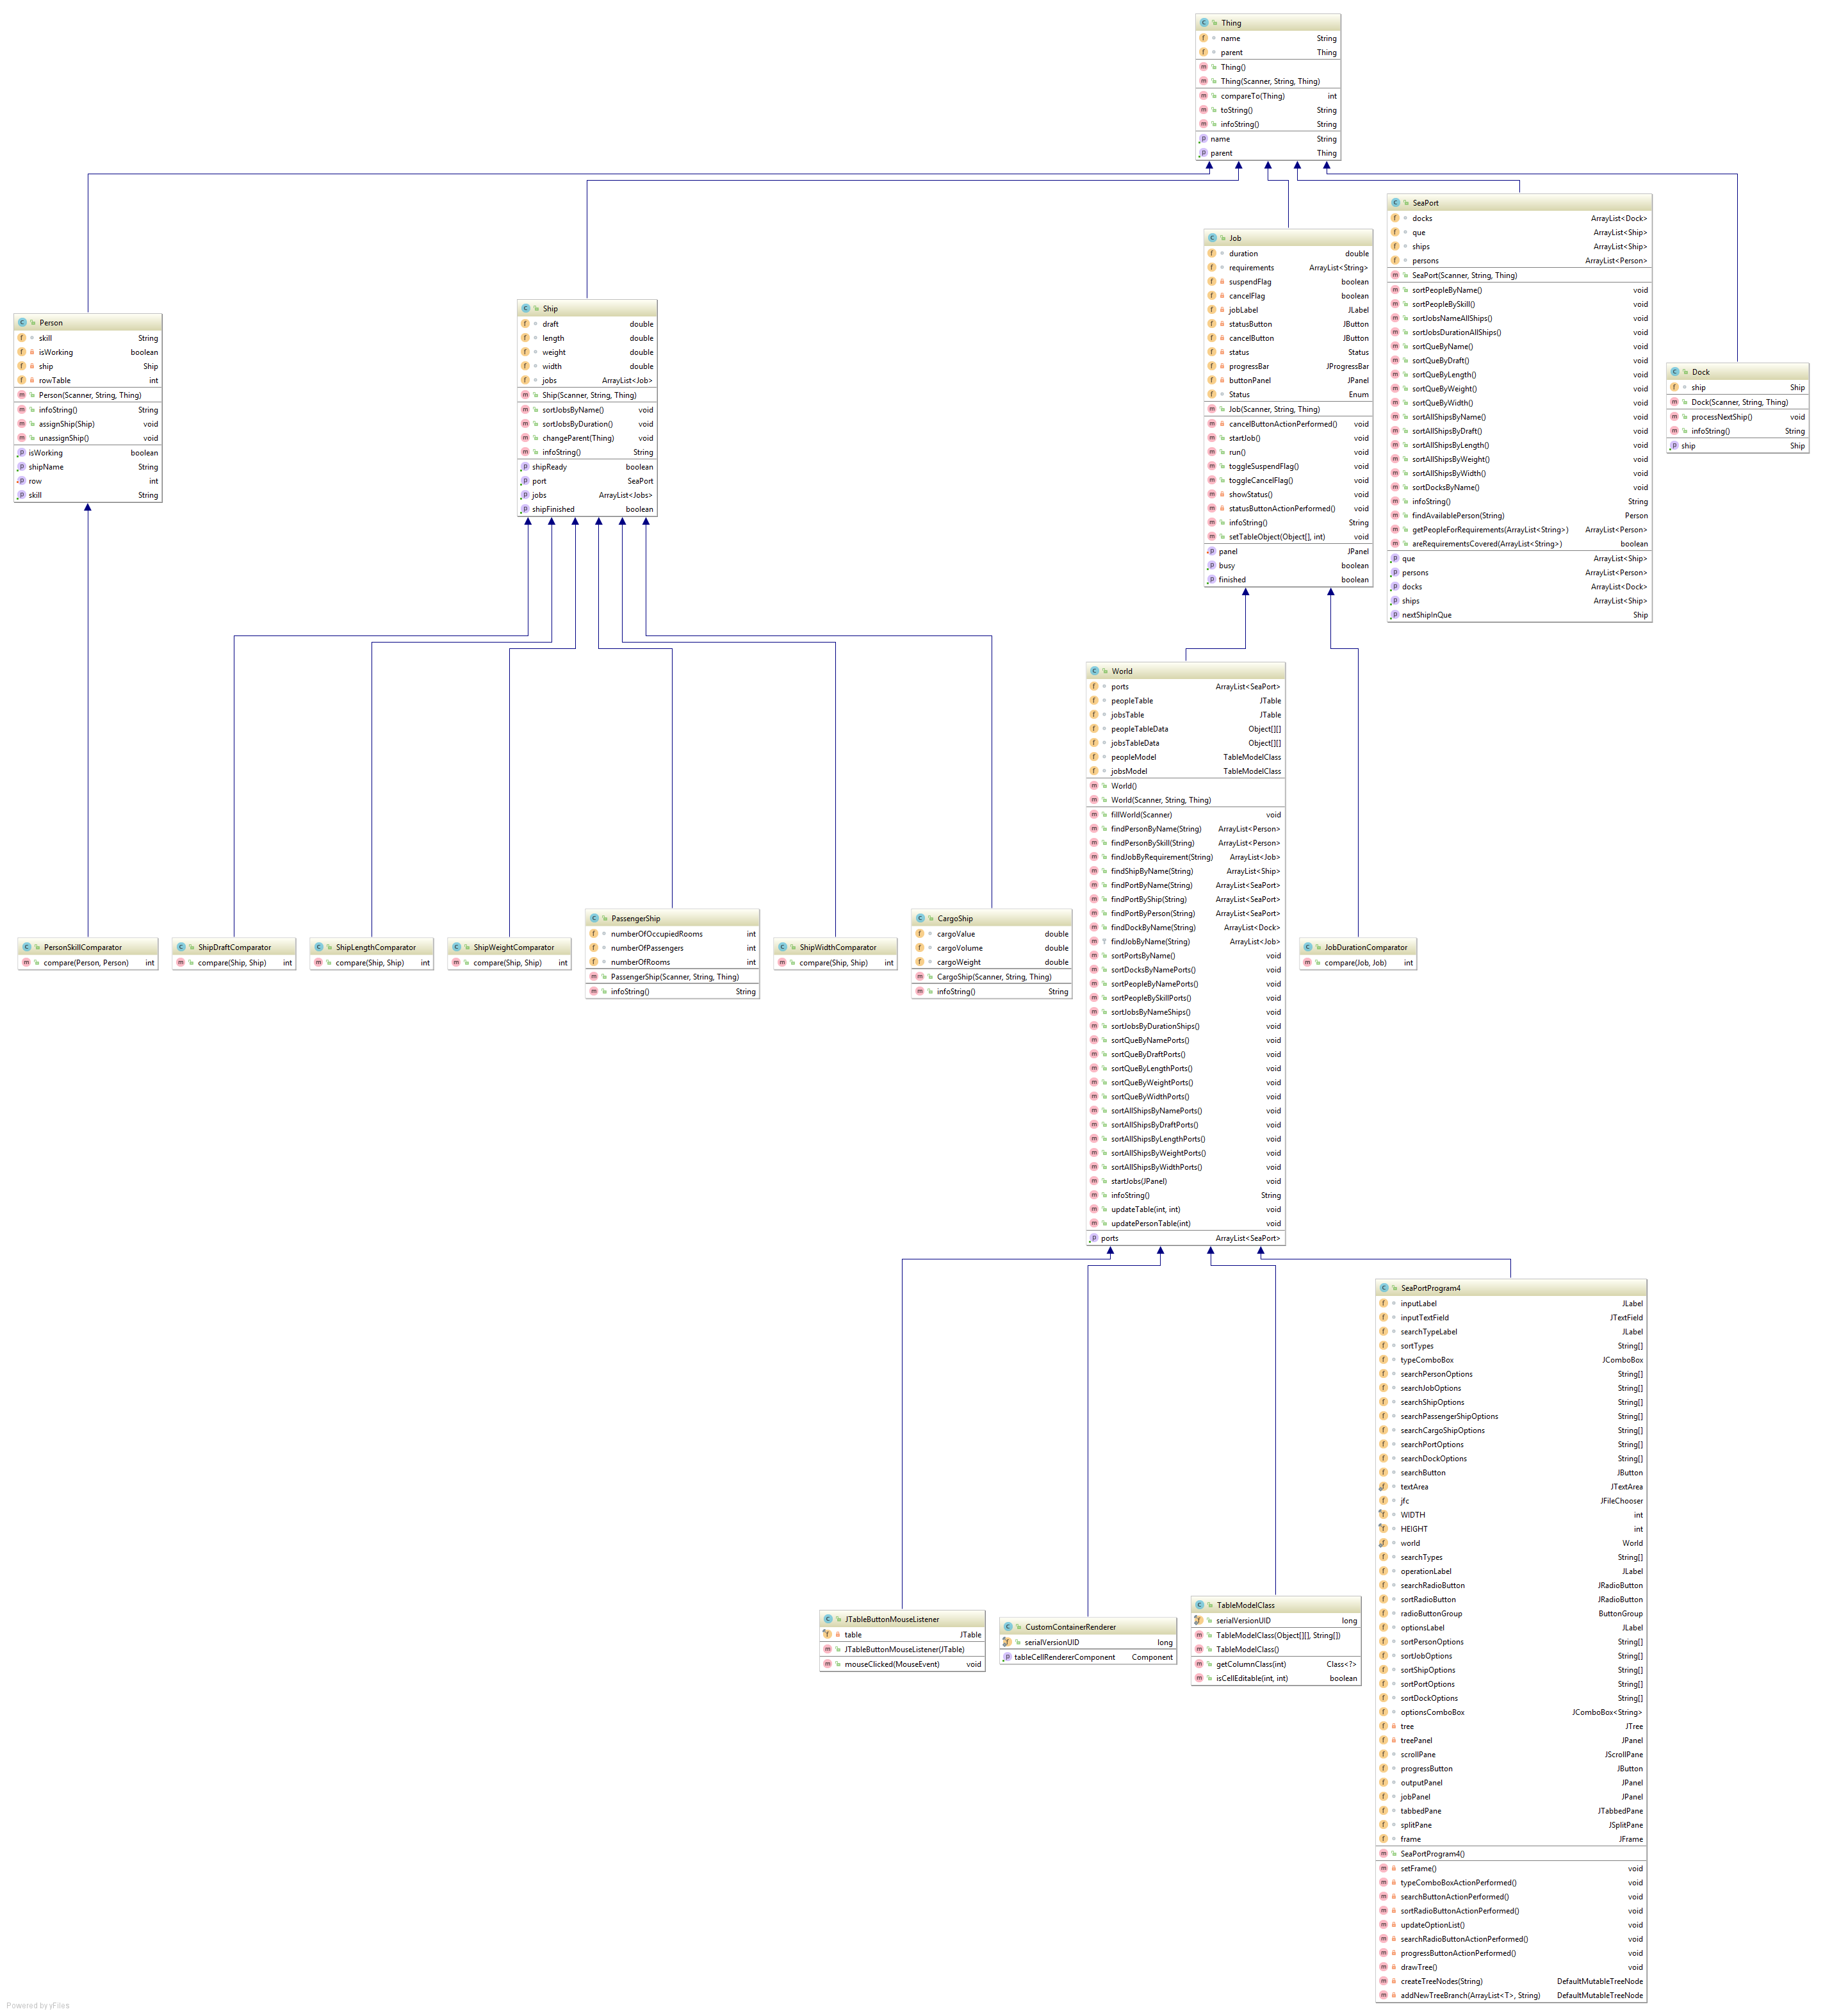 Thing
name String
parent Thing
Thing()
Thing(Scanner, String, Thing)
compareTo(Thing) int
toString() String
infoString() String
name String
parent Thing
SeaPort
docks ArrayList<Dock>
que ArrayList<Ship>
ships ArrayList<Ship>
persons ArrayList<Person>
SeaPort(Scanner, String, Thing)
sortPeopleByName() void
sortPeopleBySkill() void
sortJobsNameAllShips() void
sortJobsDurationAllShips() void
sortQueByName() void
sortQueByDraft() void
sortQueByLength() void
sortQueByWeight() void
sortQueByWidth() void
sortAllShipsByName() void
sortAllShipsByDraft() void
sortAllShipsByLength() void
sortAllShipsByWeight() void
sortAllShipsByWidth() void
sortDocksByName() void
infoString() String
findAvailablePerson(String) Person
getPeopleForRequirements(ArrayList<String>) ArrayList<Person>
areRequirementsCovered(ArrayList<String>) boolean
que ArrayList<Ship>
persons ArrayList<Person>
docks ArrayList<Dock>
ships ArrayList<Ship>
nextShipInQue Ship
Job
duration double
requirements ArrayList<String>
suspendFlag boolean
cancelFlag boolean
jobLabel JLabel
statusButton JButton
cancelButton JButton
status Status
progressBar JProgressBar
buttonPanel JPanel
Status Enum
Job(Scanner, String, Thing)
cancelButtonActionPerformed() void
startJob() void
run() void
toggleSuspendFlag() void
toggleCancelFlag() void
showStatus() void
statusButtonActionPerformed() void
infoString() String
setTableObject(Object[], int) void
panel JPanel
busy boolean
finished boolean
Ship
draft double
length double
weight double
width double
jobs ArrayList<Job>
Ship(Scanner, String, Thing)
sortJobsByName() void
sortJobsByDuration() void
changeParent(Thing) void
infoString() String
shipReady boolean
port SeaPort
jobs ArrayList<Jobs>
shipFinished boolean
Person
skill String
isWorking boolean
ship Ship
rowTable int
Person(Scanner, String, Thing)
infoString() String
assignShip(Ship) void
unassignShip() void
isWorking boolean
shipName String
row int
skill String
Dock
ship Ship
Dock(Scanner, String, Thing)
processNextShip() void
infoString() String
ship Ship
World
ports ArrayList<SeaPort>
peopleTable JTable
jobsTable JTable
peopleTableData Object[][]
jobsTableData Object[][]
peopleModel TableModelClass
jobsModel TableModelClass
World()
World(Scanner, String, Thing)
fillWorld(Scanner) void
findPersonByName(String) ArrayList<Person>
findPersonBySkill(String) ArrayList<Person>
findJobByRequirement(String) ArrayList<Job>
findShipByName(String) ArrayList<Ship>
findPortByName(String) ArrayList<SeaPort>
findPortByShip(String) ArrayList<SeaPort>
findPortByPerson(String) ArrayList<SeaPort>
findDockByName(String) ArrayList<Dock>
findJobByName(String) ArrayList<Job>
sortPortsByName() void
sortDocksByNamePorts() void
sortPeopleByNamePorts() void
sortPeopleBySkillPorts() void
sortJobsByNameShips() void
sortJobsByDurationShips() void
sortQueByNamePorts() void
sortQueByDraftPorts() void
sortQueByLengthPorts() void
sortQueByWeightPorts() void
sortQueByWidthPorts() void
sortAllShipsByNamePorts() void
sortAllShipsByDraftPorts() void
sortAllShipsByLengthPorts() void
sortAllShipsByWeightPorts() void
sortAllShipsByWidthPorts() void
startJobs(JPanel) void
infoString() String
updateTable(int, int) void
updatePersonTable(int) void
ports ArrayList<SeaPort>
PersonSkillComparator
compare(Person, Person) int
ShipDraftComparator
compare(Ship, Ship) int
ShipLengthComparator
compare(Ship, Ship) int
ShipWeightComparator
compare(Ship, Ship) int
PassengerShip
numberOfOccupiedRooms int
numberOfPassengers int
numberOfRooms int
PassengerShip(Scanner, String, Thing)
infoString() String
ShipWidthComparator
compare(Ship, Ship) int
CargoShip
cargoValue double
cargoVolume double
cargoWeight double
CargoShip(Scanner, String, Thing)
infoString() String
JobDurationComparator
compare(Job, Job) int
SeaPortProgram4
inputLabel JLabel
inputTextField JTextField
searchTypeLabel JLabel
sortTypes String[]
typeComboBox JComboBox
searchPersonOptions String[]
searchJobOptions String[]
searchShipOptions String[]
searchPassengerShipOptions String[]
searchCargoShipOptions String[]
searchPortOptions String[]
searchDockOptions String[]
searchButton JButton
textArea JTextArea
jfc JFileChooser
WIDTH int
HEIGHT int
world World
searchTypes String[]
operationLabel JLabel
searchRadioButton JRadioButton
sortRadioButton JRadioButton
radioButtonGroup ButtonGroup
optionsLabel JLabel
sortPersonOptions String[]
sortJobOptions String[]
sortShipOptions String[]
sortPortOptions String[]
sortDockOptions String[]
optionsComboBox JComboBox<String>
tree JTree
treePanel JPanel
scrollPane JScrollPane
progressButton JButton
outputPanel JPanel
jobPanel JPanel
tabbedPane JTabbedPane
splitPane JSplitPane
frame JFrame
SeaPortProgram4()
setFrame() void
typeComboBoxActionPerformed() void
searchButtonActionPerformed() void
sortRadioButtonActionPerformed() void
updateOptionList() void
searchRadioButtonActionPerformed() void
progressButtonActionPerformed() void
drawTree() void
createTreeNodes(String) DefaultMutableTreeNode
addNewTreeBranch(ArrayList<T>, String) DefaultMutableTreeNode
JTableButtonMouseListener
table JTable
JTableButtonMouseListener(JTable)
mouseClicked(MouseEvent) void
CustomContainerRenderer
serialVersionUID long
tableCellRendererComponent Component
TableModelClass
serialVersionUID long
TableModelClass(Object[][], String[])
TableModelClass()
getColumnClass(int) Class<?>
isCellEditable(int, int) boolean
Powered by yFiles